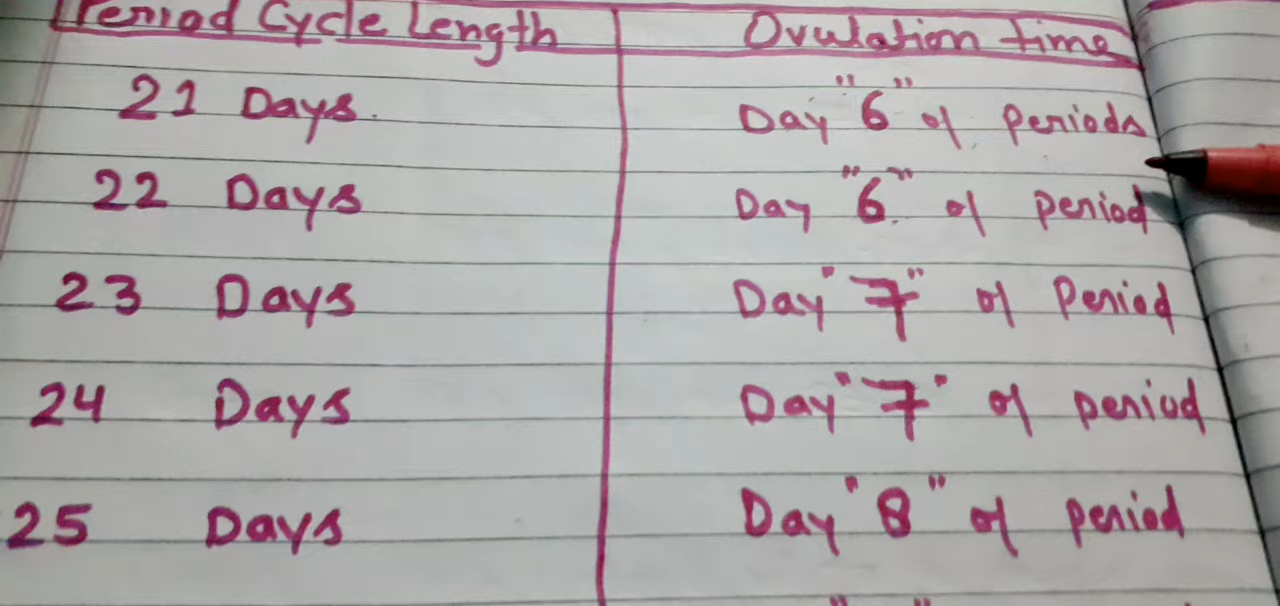 Period Cycle Length Ovulation time
21 Days. Day "6" of periods
22 Days Day "6" of period
23 Days Day "7" of Period
24 Days Day "7" of period
25 Days Day "8" of period